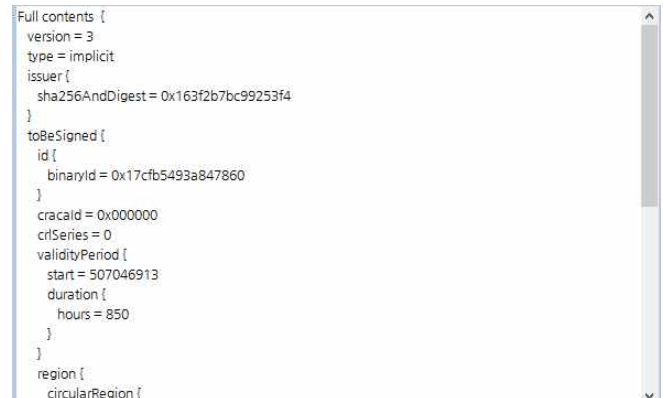 Full contents {
version = 3
type = implicit
issuer {
sha256AndDigest = 0x163f2b7bc99253f4
}
toBeSigned {
id {
binaryId = 0x17cfb5493a847860
}
cracaId = 0x000000
crlSeries = 0
validityPeriod {
start = 507046913
duration {
hours = 850
}
}
region {
circularRegion {